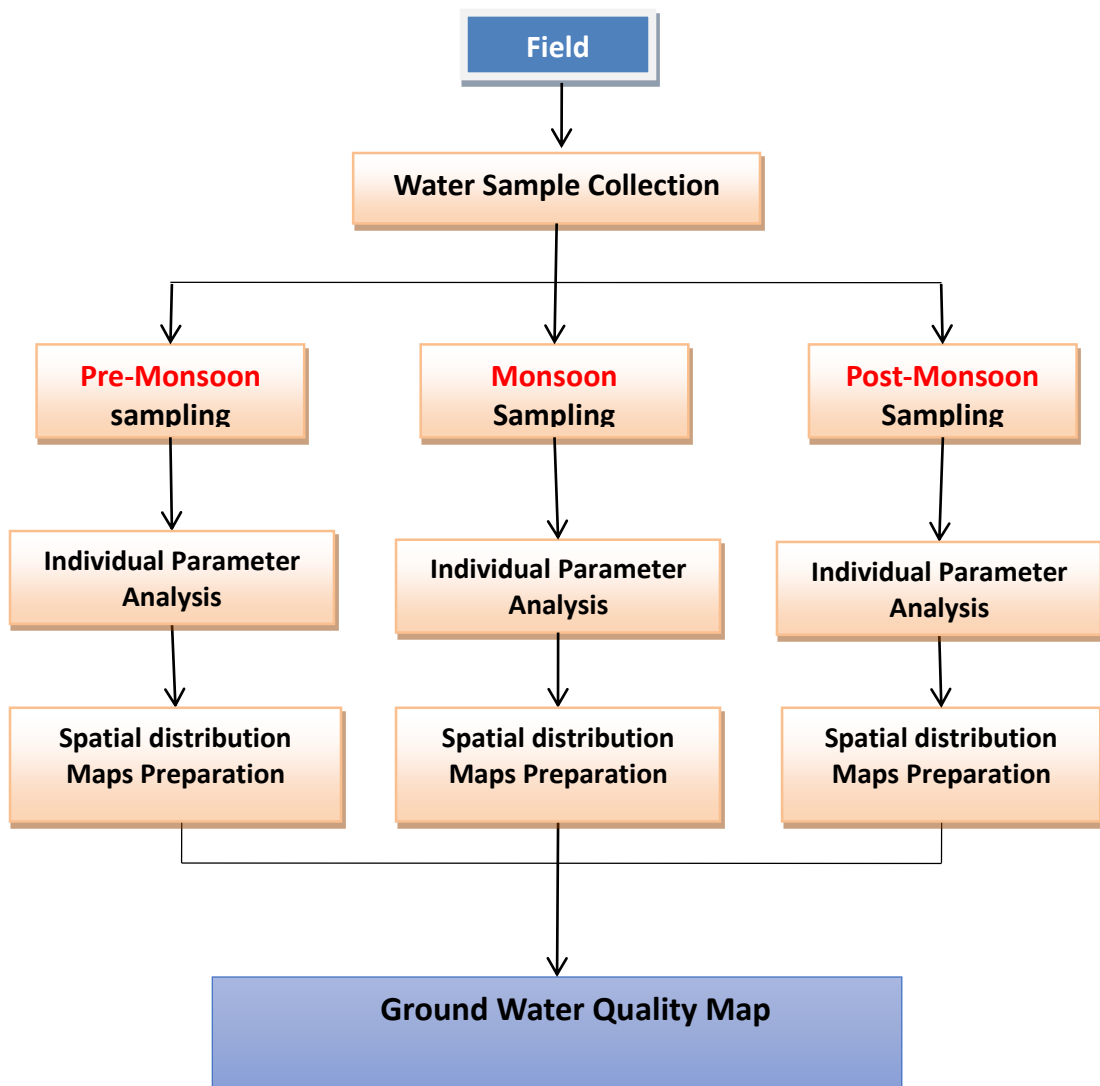 Field
Water Sample Collection
Pre-Monsoon
sampling
Monsoon
Sampling
Post-Monsoon
Sampling
Individual Parameter
Analysis
Individual Parameter
Analysis
Individual Parameter
Analysis
Spatial distribution
Maps Preparation
Spatial distribution
Maps Preparation
Spatial distribution
Maps Preparation
Ground Water Quality Map